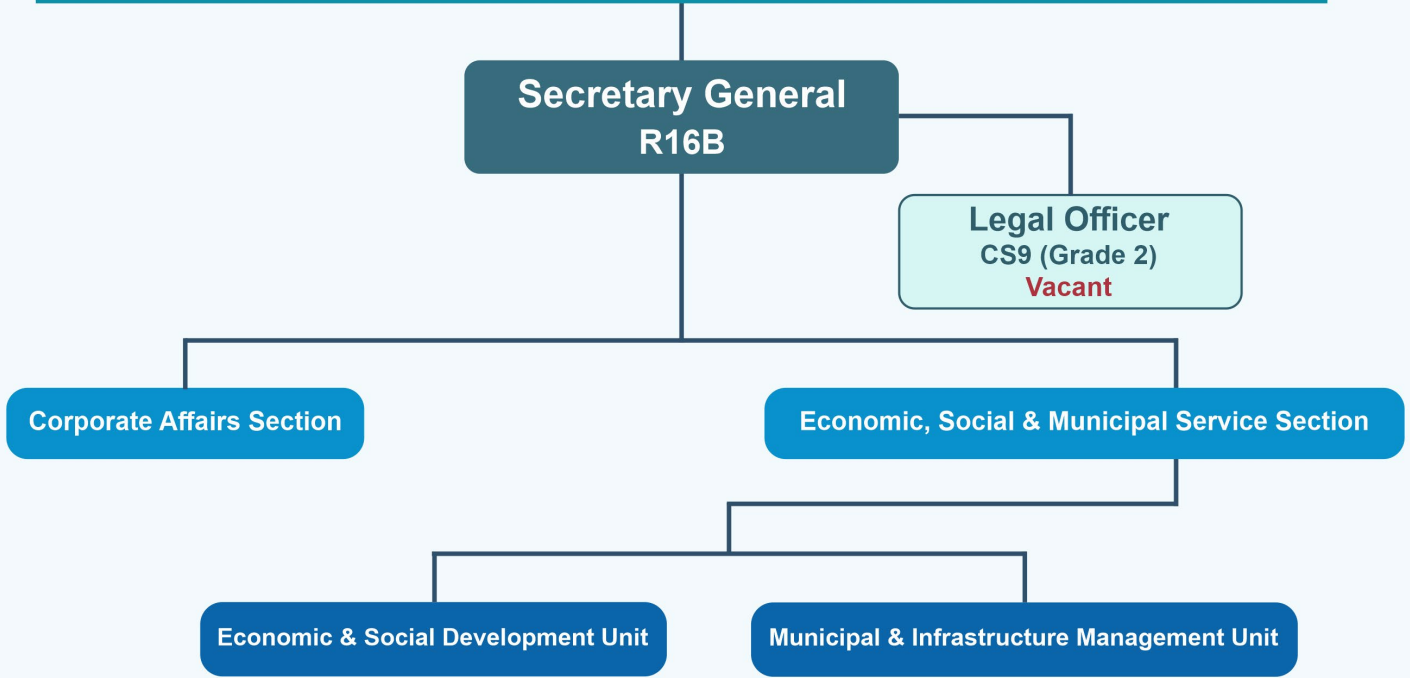 Secretary General
R16B
Legal Officer
CS9 (Grade 2)
Vacant
Corporate Affairs Section
Economic, Social & Municipal Service Section
Economic & Social Development Unit
Municipal & Infrastructure Management Unit